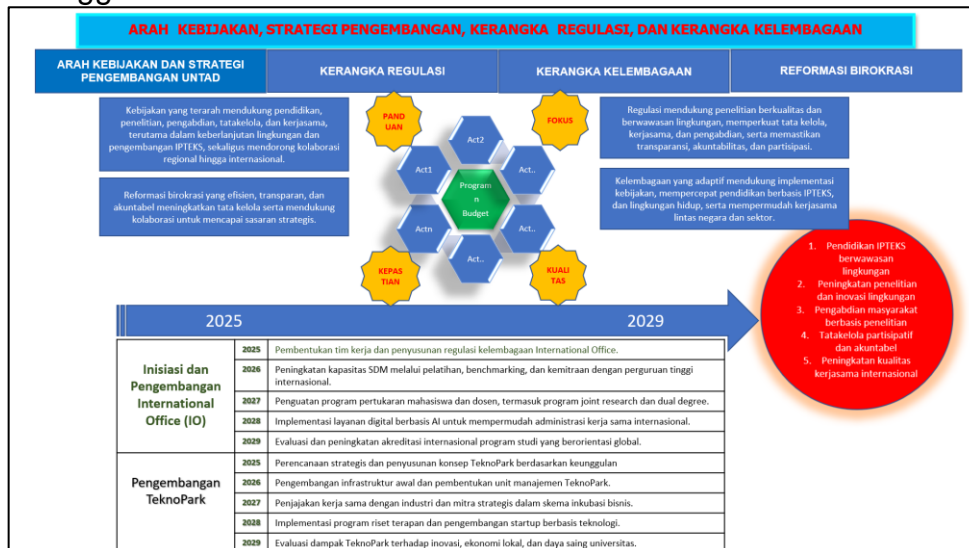 ARAH KEBIJAKAN, STRATEGI PENGEMBANGAN, KERANGKA REGULASI, DAN KERANGKA KELEMBAGAAN
ARAH KEBIJAKAN DAN STRATEGI
PENGEMBANGAN UNTAD
KERANGKA REGULASI
KERANGKA KELEMBAGAAN
REFORMASI BIROKRASI
Kebijakan yang terarah mendukung pendidikan,
penelitian, pengabdian, tatakelola, dan kerjasama,
terutama dalam keberlanjutan lingkungan dan
pengembangan IPTEKS, sekaligus mendorong kolaborasi
regional hingga internasional.
Reformasi birokrasi yang efisien, transparan, dan
akuntabel meningkatkan tata kelola serta mendukung
kolaborasi untuk mencapai sasaran strategis.
PAND
UAN
FOKUS
Act2
Act1
Act..
Program
n
Budget
Actn
Act..
Act..
KEPAS
TIAN
KUALI
TAS
Regulasi mendukung penelitian berkualitas dan
berwawasan lingkungan, memperkuat tata kelola,
kerjasama, dan pengabdian, serta memastikan
transparansi, akuntabilitas, dan partisipasi.
Kelembagaan yang adaptif mendukung implementasi
kebijakan, mempercepat pendidikan berbasis IPTEKS,
dan lingkungan hidup, serta mempermudah kerjasama
lintas negara dan sektor.
1. Pendidikan IPTEKS
berwawasan
lingkungan
2. Peningkatan penelitian
dan inovasi lingkungan
3. Pengabdian masyarakat
berbasis penelitian
4. Tatakelola partisipatif
dan akuntabel
5. Peningkatan kualitas
kerjasama internasional
2025
2029
Inisiasi dan
Pengembangan
International
Office (IO)
2025 Pembentukan tim kerja dan penyusunan regulasi kelembagaan International Office.
2026 Peningkatan kapasitas SDM melalui pelatihan, benchmarking, dan kemitraan dengan perguruan tinggi
internasional.
2027 Penguatan program pertukaran mahasiswa dan dosen, termasuk program joint research dan dual degree.
2028 Implementasi layanan digital berbasis AI untuk mempermudah administrasi kerja sama internasional.
2029 Evaluasi dan peningkatan akreditasi internasional program studi yang berorientasi global.
Pengembangan
TeknoPark
2025 Perencanaan strategis dan penyusunan konsep TeknoPark berdasarkan keunggulan
2026 Pengembangan infrastruktur awal dan pembentukan unit manajemen TeknoPark.
2027 Penjajakan kerja sama dengan industri dan mitra strategis dalam skema inkubasi bisnis.
2028 Implementasi program riset terapan dan pengembangan startup berbasis teknologi.
2029 Evaluasi dampak TeknoPark terhadap inovasi, ekonomi lokal, dan daya saing universitas.